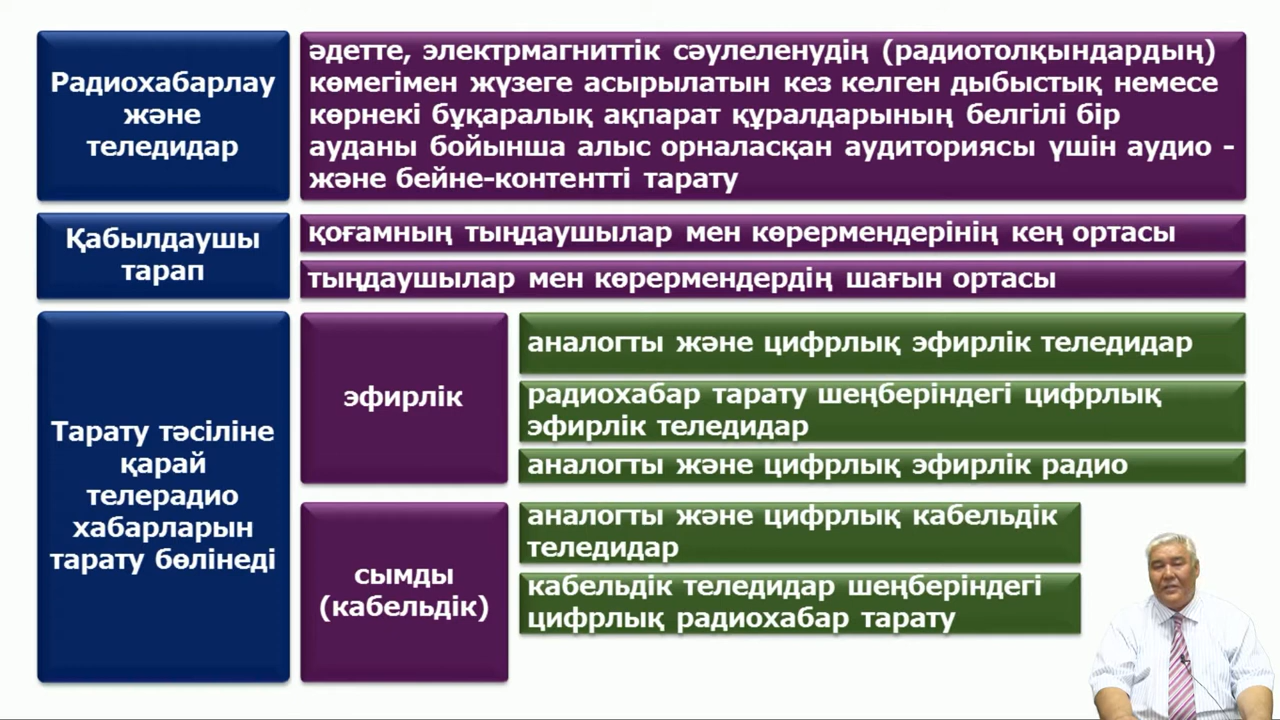 Радиохабарлау
және
теледидар
әдетте, электрмагниттік сәулеленудің (радиотолқындардың)
көмегімен жүзеге асырылатын кез келген дыбыстық немесе
көрнекі бұқаралық ақпарат құралдарының белгілі бір
ауданы бойынша алыс орналасқан аудиториясы үшін аудио -
және бейне-контентті тарату
Қабылдаушы
тарап
қоғамның тыңдаушылар мен көрермендерінің кең ортасы
тыңдаушылар мен көрермендердің шағын ортасы
Тарату тәсіліне
қарай
телерадио
хабарларын
тарату бөлінеді
эфирлік
аналогты және цифрлық эфирлік теледидар
радиохабар тарату шеңберіндегі цифрлық
эфирлік теледидар
аналогты және цифрлық эфирлік радио
сымды
(кабельдік)
аналогты және цифрлық кабельдік
теледидар
кабельдік теледидар шеңберіндегі
цифрлық радиохабар тарату